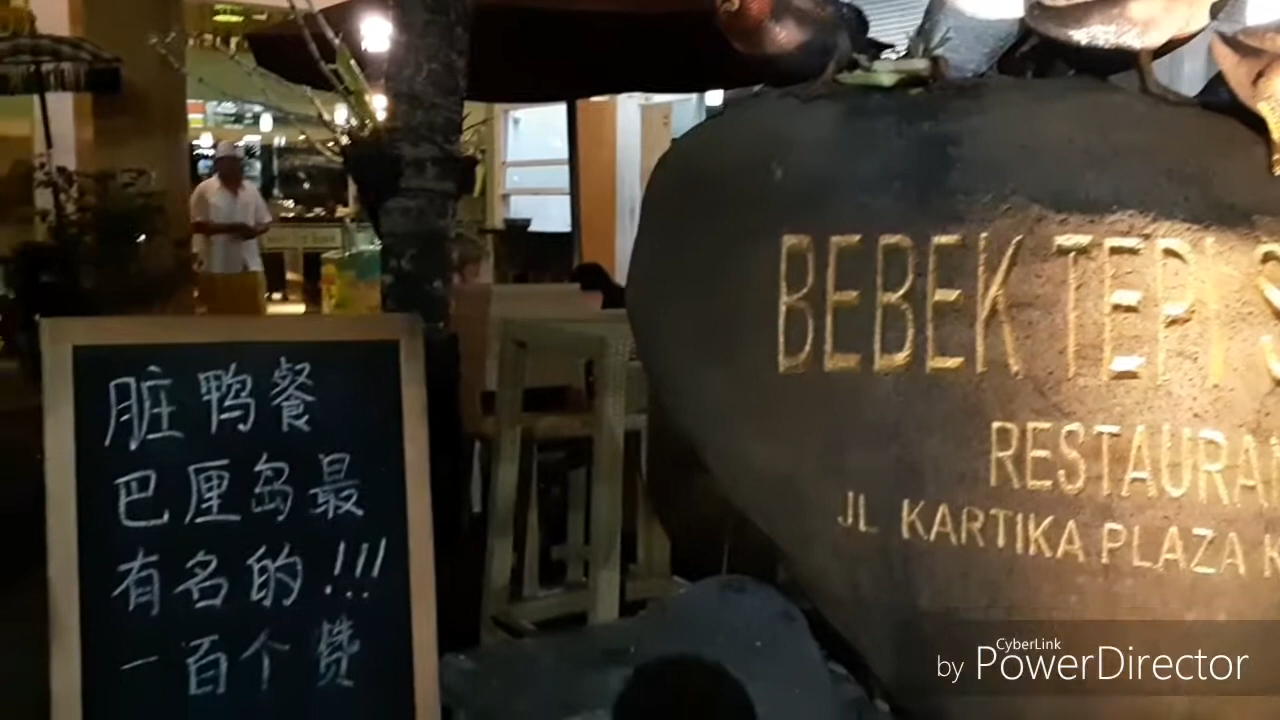 脏鸭餐
巴厘岛最
有名的!!!
一百个赞
BEBEK TEPI
RESTAURA
JL KARTIKA PLAZA K
CyberLink
by PowerDirector